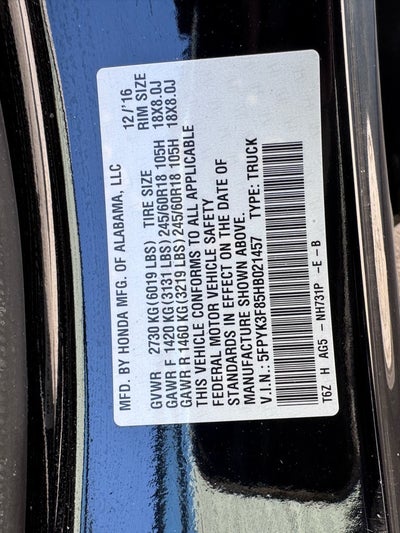 MFD. BY HONDA MFG. OF ALABAMA, LLC 12/'16
GVWR 2730 KG(6019 LBS) TIRE SIZE RIM SIZE
GAWR F 1420 KG(3131 LBS) 245/60R18 105H 18X8.0J
GAWR R 1460 KG(3219 LBS) 245/60R18 105H 18X8.0J
THIS VEHICLE CONFORMS TO ALL APPLICABLE
FEDERAL MOTOR VEHICLE SAFETY
STANDARDS IN EFFECT ON THE DATE OF
MANUFACTURE SHOWN ABOVE.
V.I.N.: 5FPYK3F85HB021457 TYPE: TRUCK
T6Z H AG5 - NH731P -E - B